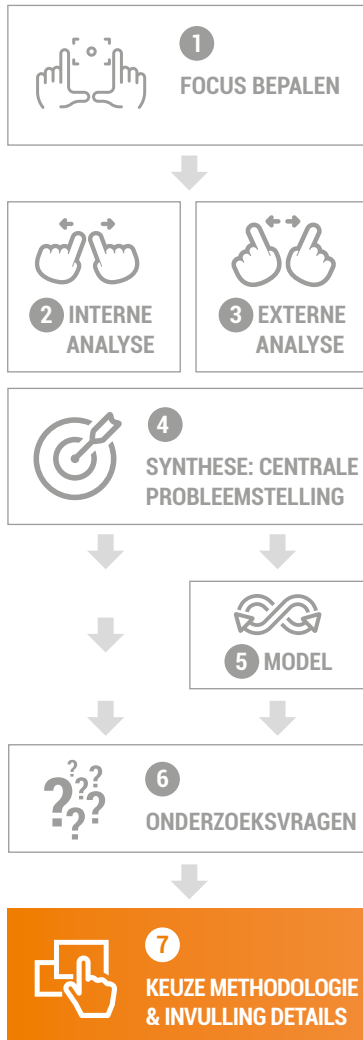 1
FOCUS BEPALEN
2 INTERNE
ANALYSE
3 EXTERNE
ANALYSE
4
SYNTHESE: CENTRALE
PROBLEEMSTELLING
5 MODEL
???
?? 
6
ONDERZOEKSVRAGEN
7
KEUZE METHODOLOGIE
& INVULLING DETAILS